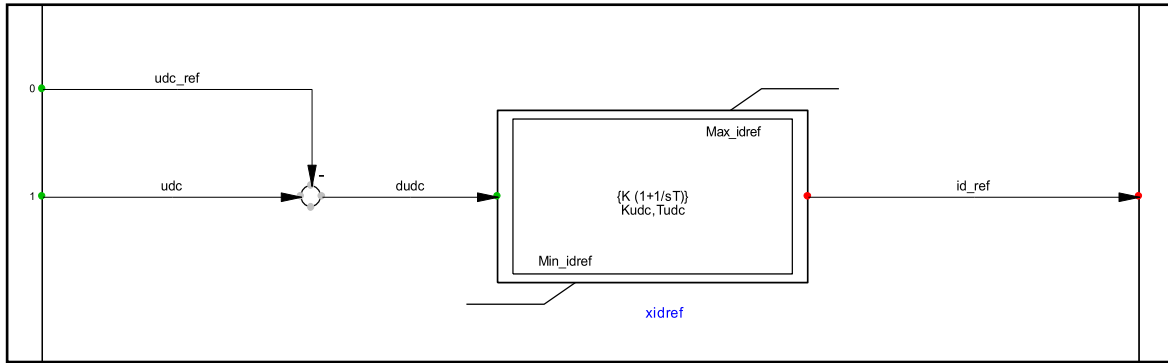 udc_ref
0
Max_idref
-
udc
dudc
id_ref
1
{K (1+1/sT)}
Kudc,Tudc
Min_idref
xidref